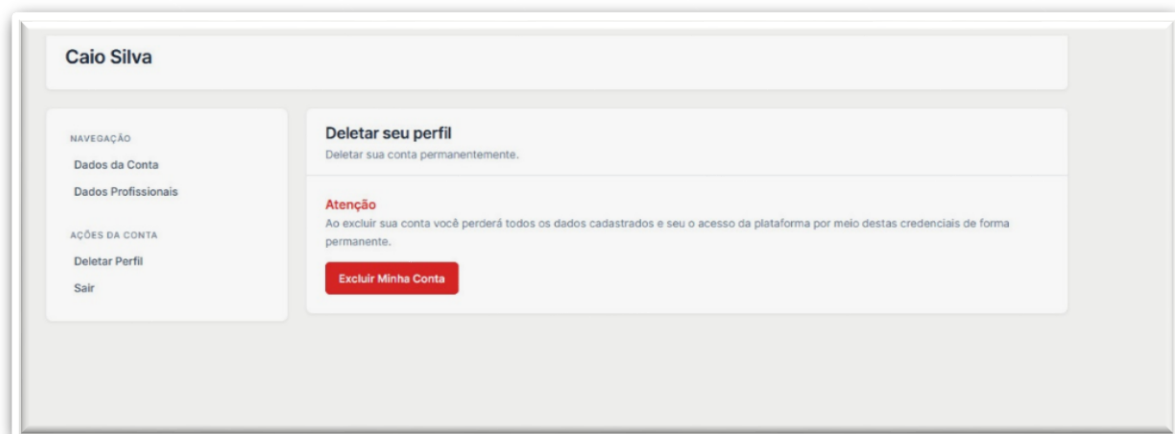 Caio Silva
NAVEGAÇÃO
Dados da Conta
Dados Profissionais
AÇÕES DA CONTA
Deletar Perfil
Sair
Deletar seu perfil
Deletar sua conta permanentemente.
Atenção
Ao excluir sua conta você perderá todos os dados cadastrados e seu o acesso da plataforma por meio destas credenciais de forma
permanente.
Excluir Minha Conta